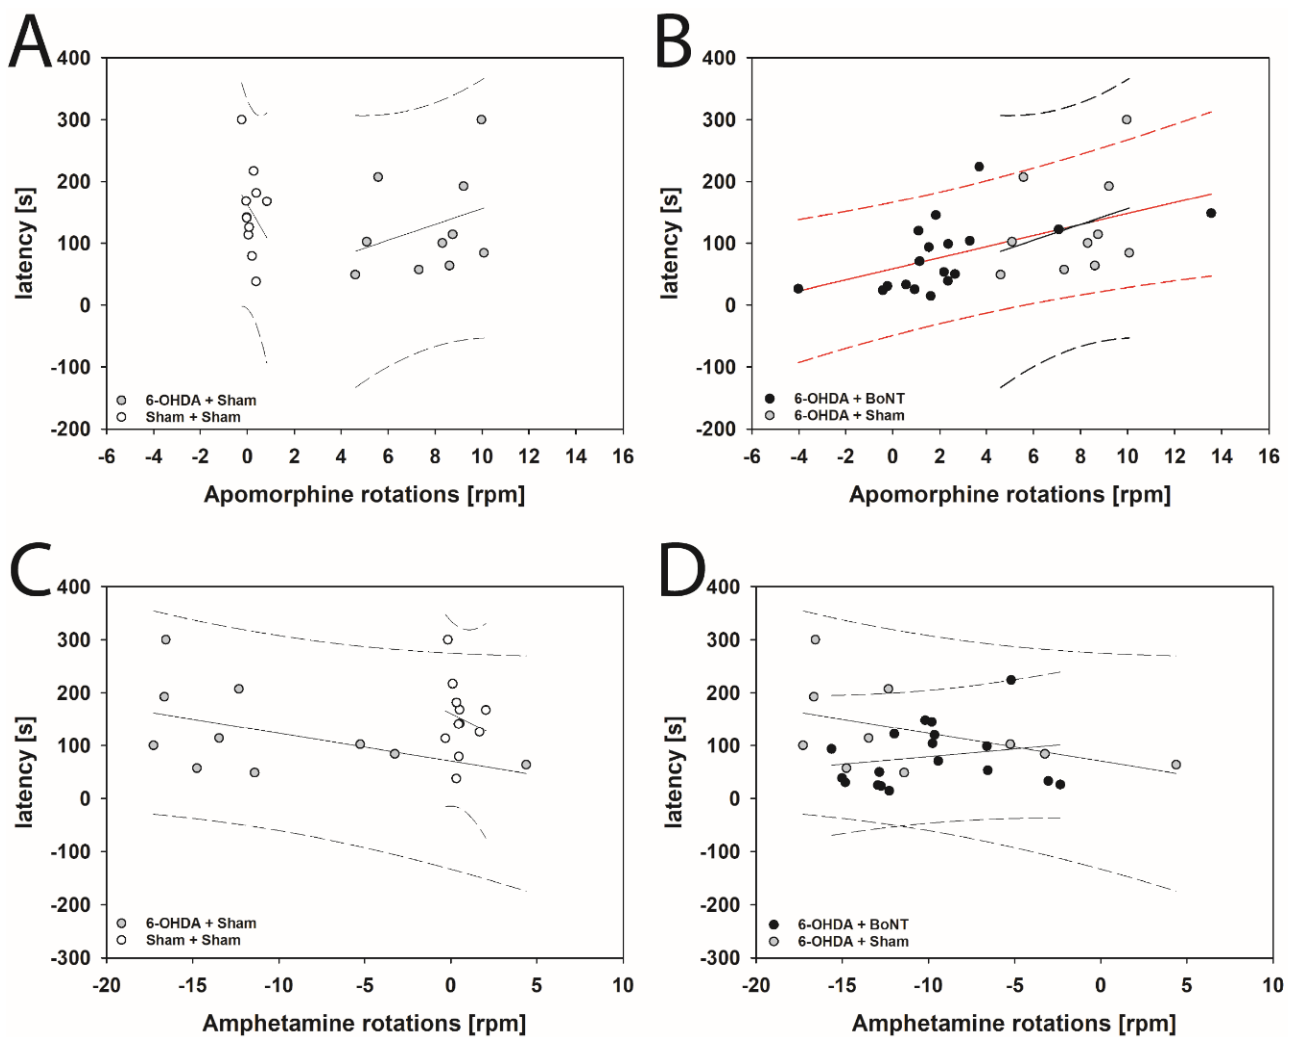 A
400
300
200
100
0
-100
-200
latency [s]
6-OHDA + Sham
Sham + Sham
-6 -4 -2 0 2 4 6 8 10 12 14 16
Apomorphine rotations [rpm]
B
400
300
200
100
0
-100
-200
latency [s]
6-OHDA + BoNT
6-OHDA + Sham
-6 -4 -2 0 2 4 6 8 10 12 14 16
Apomorphine rotations [rpm]
C
400
300
200
100
0
-100
-200
-300
latency [s]
6-OHDA + Sham
Sham + Sham
-20 -15 -10 -5 0 5 10
Amphetamine rotations [rpm]
D
400
300
200
100
0
-100
-200
-300
latency [s]
6-OHDA + BoNT
6-OHDA + Sham
-20 -15 -10 -5 0 5 10
Amphetamine rotations [rpm]